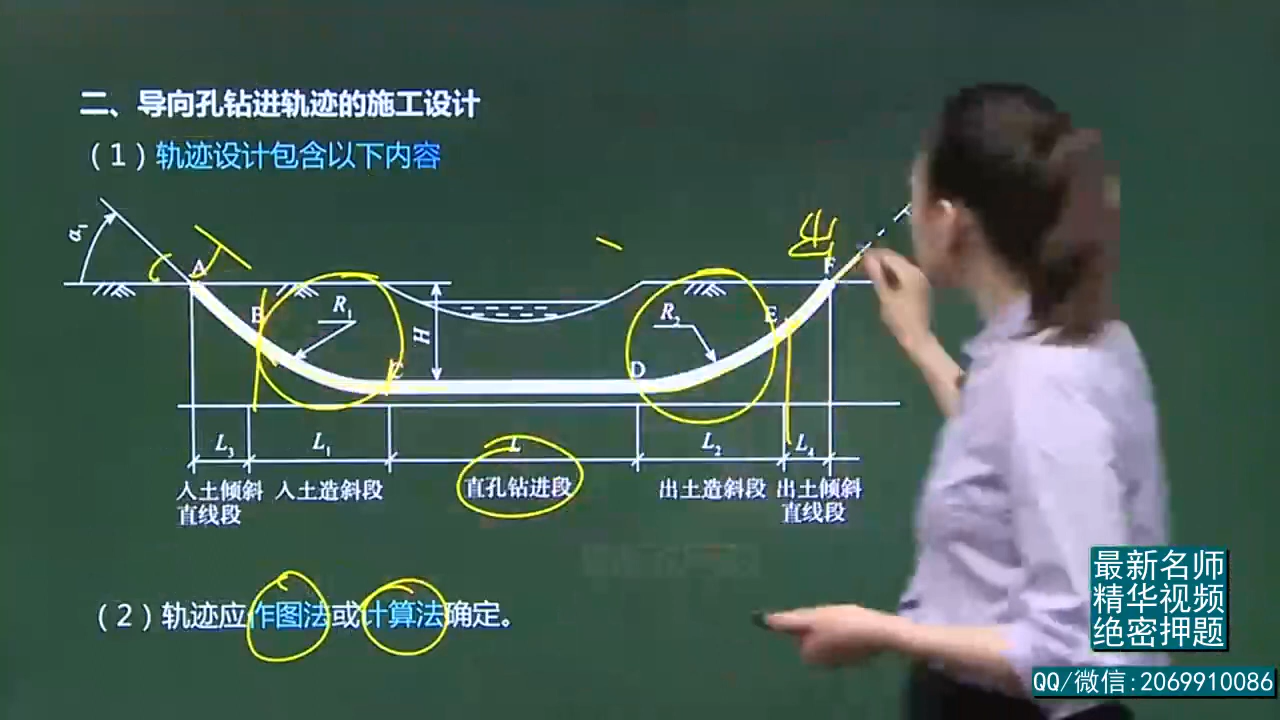 二、导向孔钻进轨迹的施工设计
（1）轨迹设计包含以下内容
α₁
A
B
R₁
C
H
D
R₂
E
F
出
L₃
L₁
L
L₂
L₄
入土倾斜
直线段
入土造斜段
直孔钻进段
出土造斜段
出土倾斜
直线段
（2）轨迹应作图法或计算法确定。
最新名师
精华视频
绝密押题
QQ/微信:2069910086